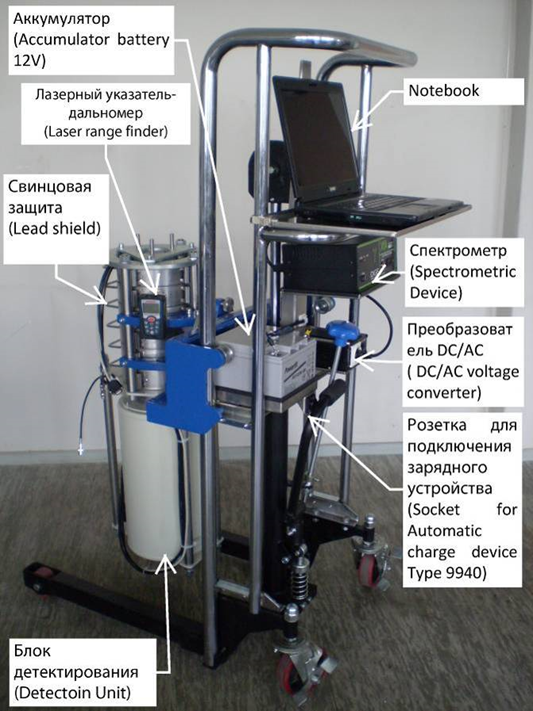 Аккумулятор
(Accumulator battery
12V)
Лазерный указатель-
дальномер
(Laser range finder)
Свинцовая
защита
(Lead shield)
Notebook
Спектрометр
(Spectrometric
Device)
Преобразоват
ель DC/AC
( DC/AC voltage
converter)
Розетка для
подключения
зарядного
устройства
(Socket for
Automatic
charge device
Type 9940)
Блок
детектирования
(Detectoin Unit)